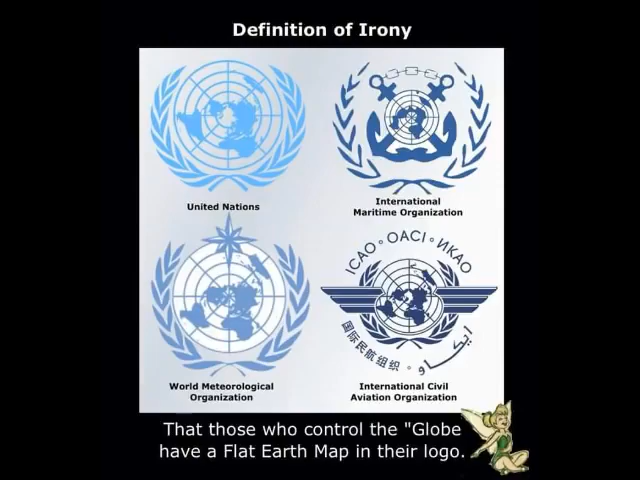 Definition of Irony
United Nations
International
Maritime Organization
ICAO ◦ OACI ◦ ИКАО
国际民航组织 ◦ ايكاو
World Meteorological
Organization
International Civil
Aviation Organization
That those who control the "Globe
have a Flat Earth Map in their logo.